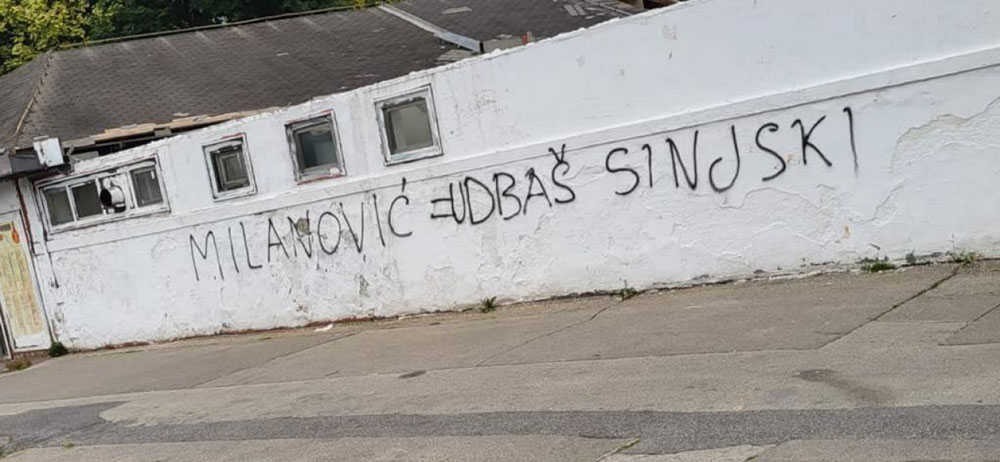 MILANOVIĆ =UDBAŠ SINJSKI